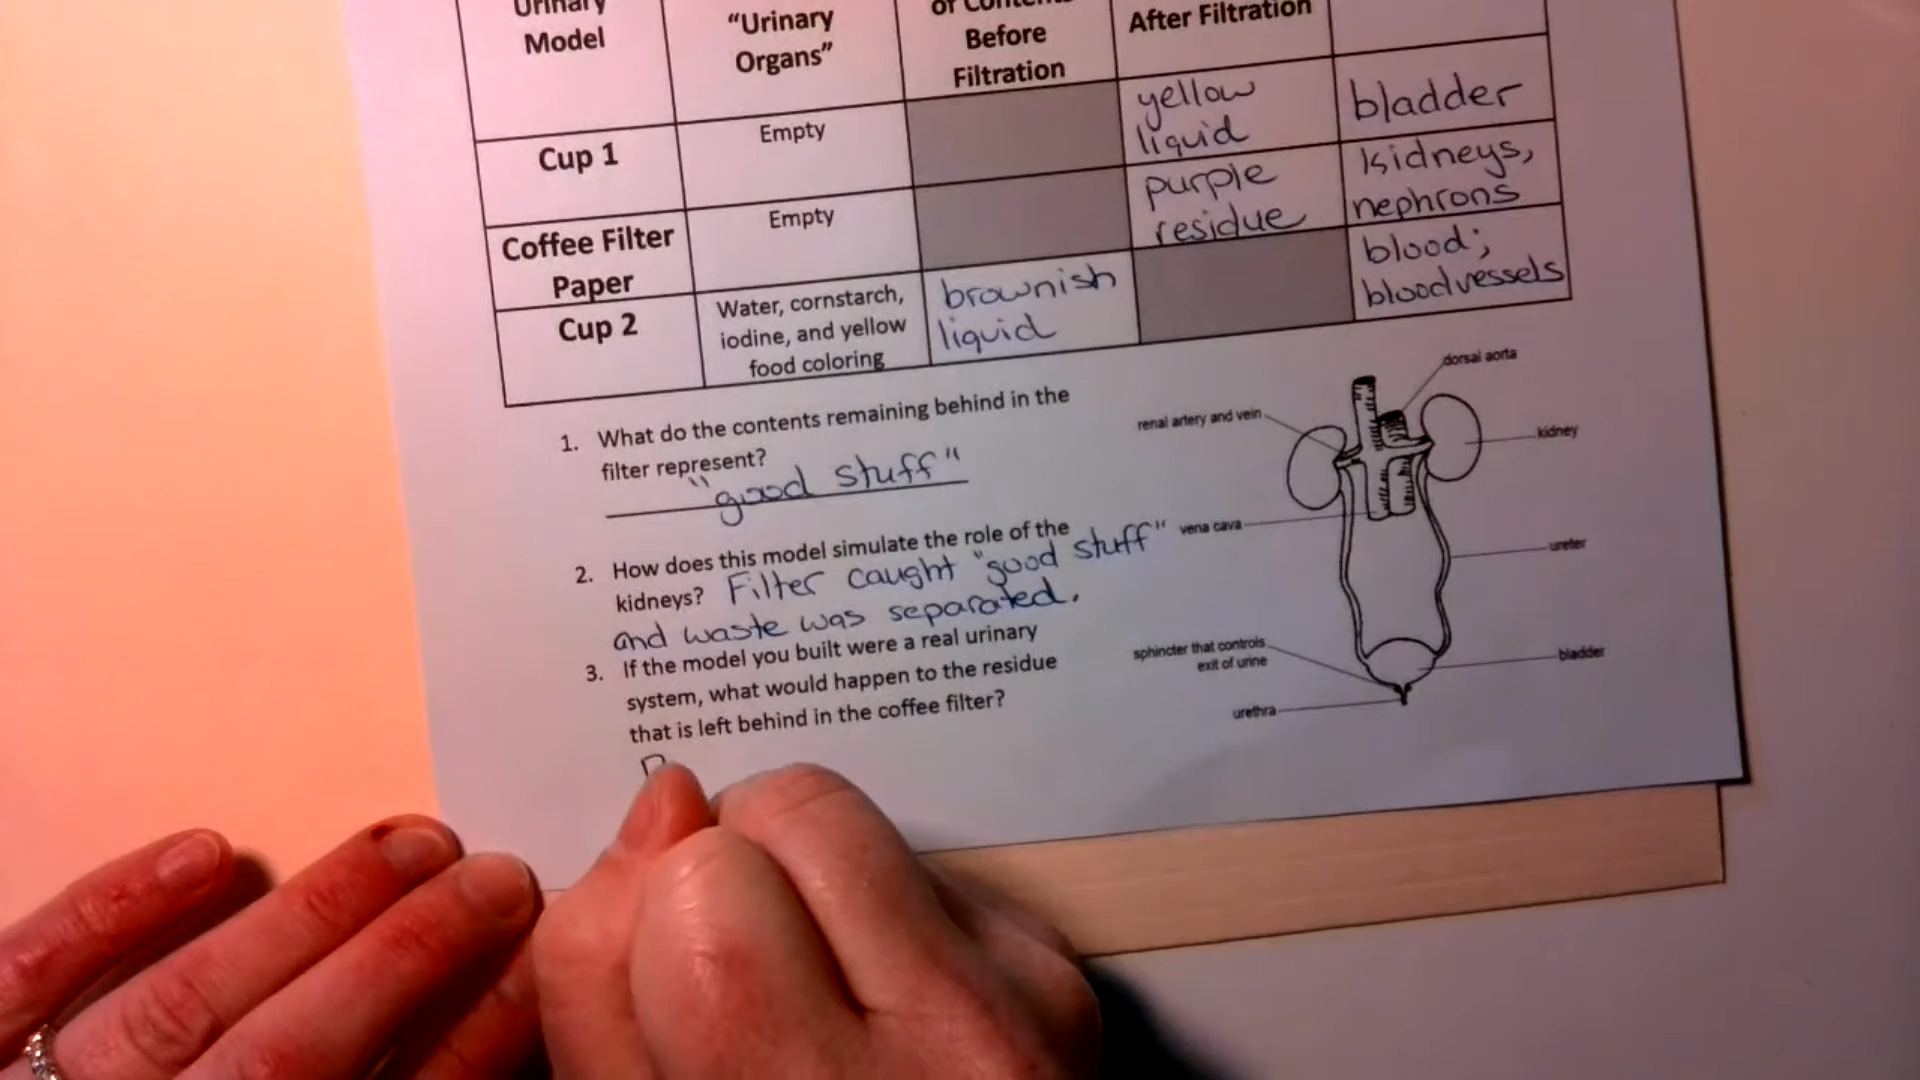 Urinary
Model
"Urinary
Organs"
of Contents
Before
Filtration
After Filtration
Cup 1
Empty
yellow
liquid
bladder
Coffee Filter
Paper
Empty
purple
residue
kidneys,
nephrons
Cup 2
Water, cornstarch,
iodine, and yellow
food coloring
brownish
liquid
blood;
blood vessels
1. What do the contents remaining behind in the
filter represent?
"good stuff"
2. How does this model simulate the role of the
kidneys? Filter caught "good stuff"
and waste was separated.
3. If the model you built were a real urinary
system, what would happen to the residue
that is left behind in the coffee filter?
dorsal aorta
renal artery and vein
kidney
vena cava
ureter
sphincter that controls
exit of urine
bladder
urethra